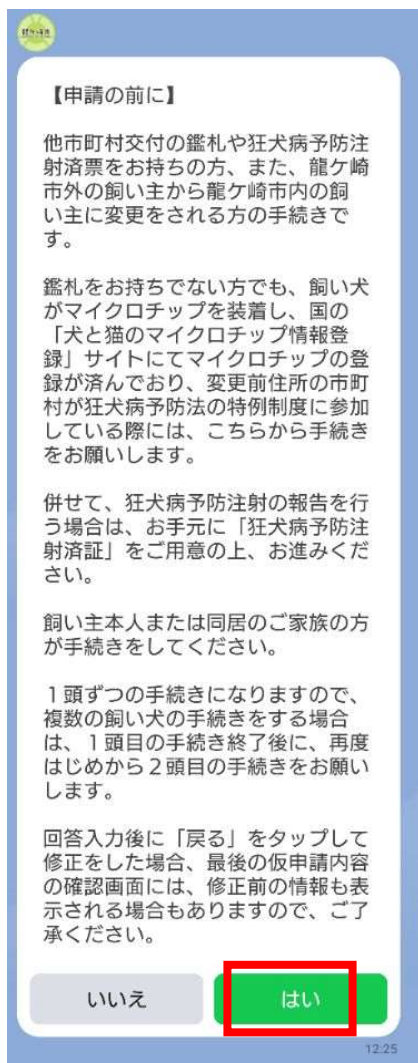 【申請の前に】
他市町村交付の鑑札や狂犬病予防注
射済票をお持ちの方、また、龍ケ崎
市外の飼い主から龍ケ崎市内の飼
い主に変更をされる方の手続きで
す。
鑑札をお持ちでない方でも、飼い犬
がマイクロチップを装着し、国の
「犬と猫のマイクロチップ情報登
録」サイトにてマイクロチップの登
録が済んでおり、変更前住所の市町
村が狂犬病予防法の特例制度に参加
している際には、こちらから手続き
をお願いします。
併せて、狂犬病予防注射の報告を行
う場合は、お手元に「狂犬病予防注
射済証」をご用意の上、お進みくだ
さい。
飼い主本人または同居のご家族の方
が手続きをしてください。
１頭ずつの手続きになりますので、
複数の飼い犬の手続きをする場合
は、１頭目の手続き終了後に、再度
はじめから２頭目の手続きをお願い
します。
回答入力後に「戻る」をタップして
修正をした場合、最後の仮申請内容
の確認画面には、修正前の情報も表
示される場合もありますので、ご了
承ください。
いいえ
はい
12:25